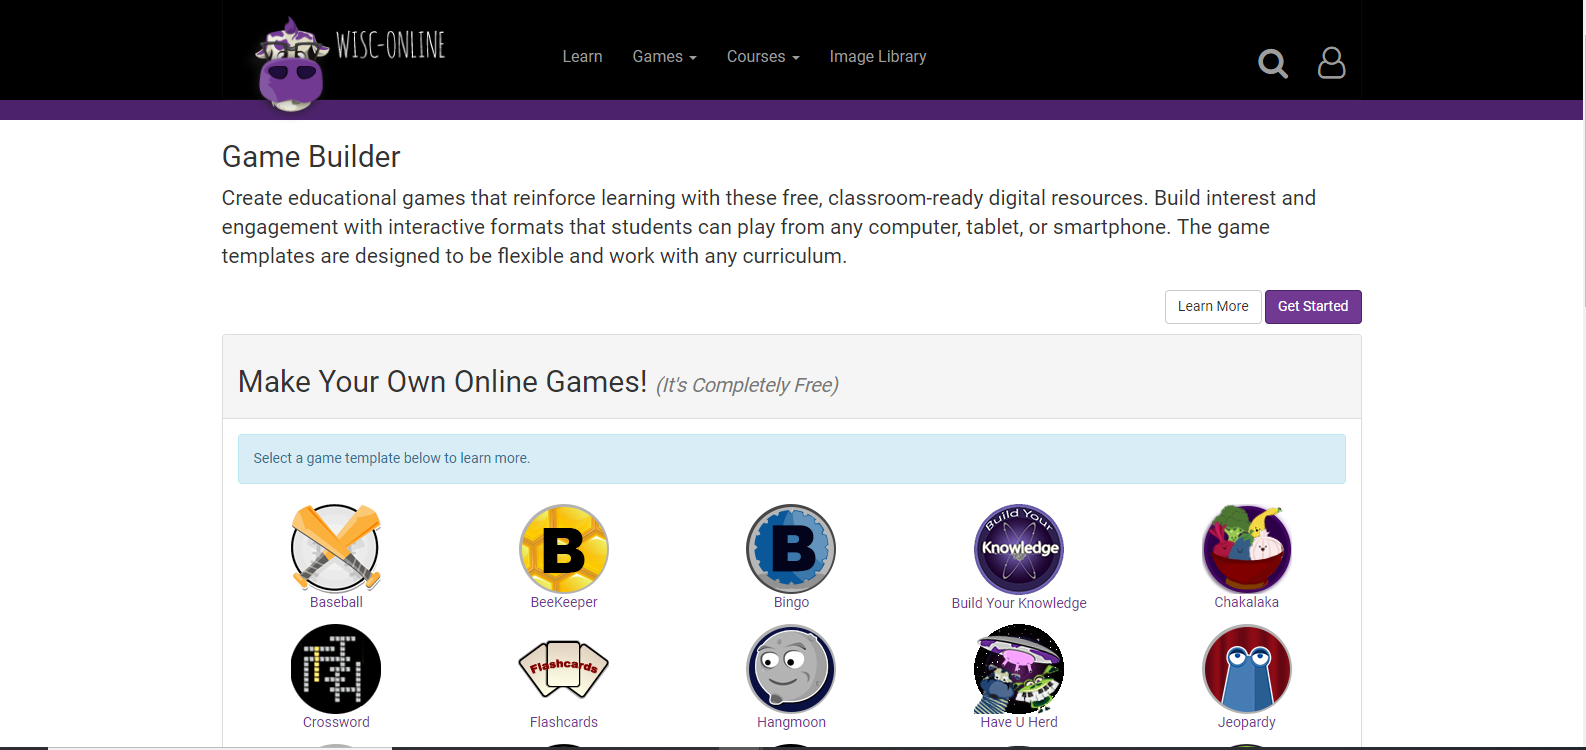 WISC-ONLINE
Learn Games Courses Image Library
Game Builder
Create educational games that reinforce learning with these free, classroom-ready digital resources. Build interest and
engagement with interactive formats that students can play from any computer, tablet, or smartphone. The game
templates are designed to be flexible and work with any curriculum.
Learn More Get Started
Make Your Own Online Games! (It's Completely Free)
Select a game template below to learn more.
B B Build Your
Knowledge
Baseball BeeKeeper Bingo Build Your Knowledge Chakalaka
Flashcards
Crossword Flashcards Hangmoon Have U Herd Jeopardy